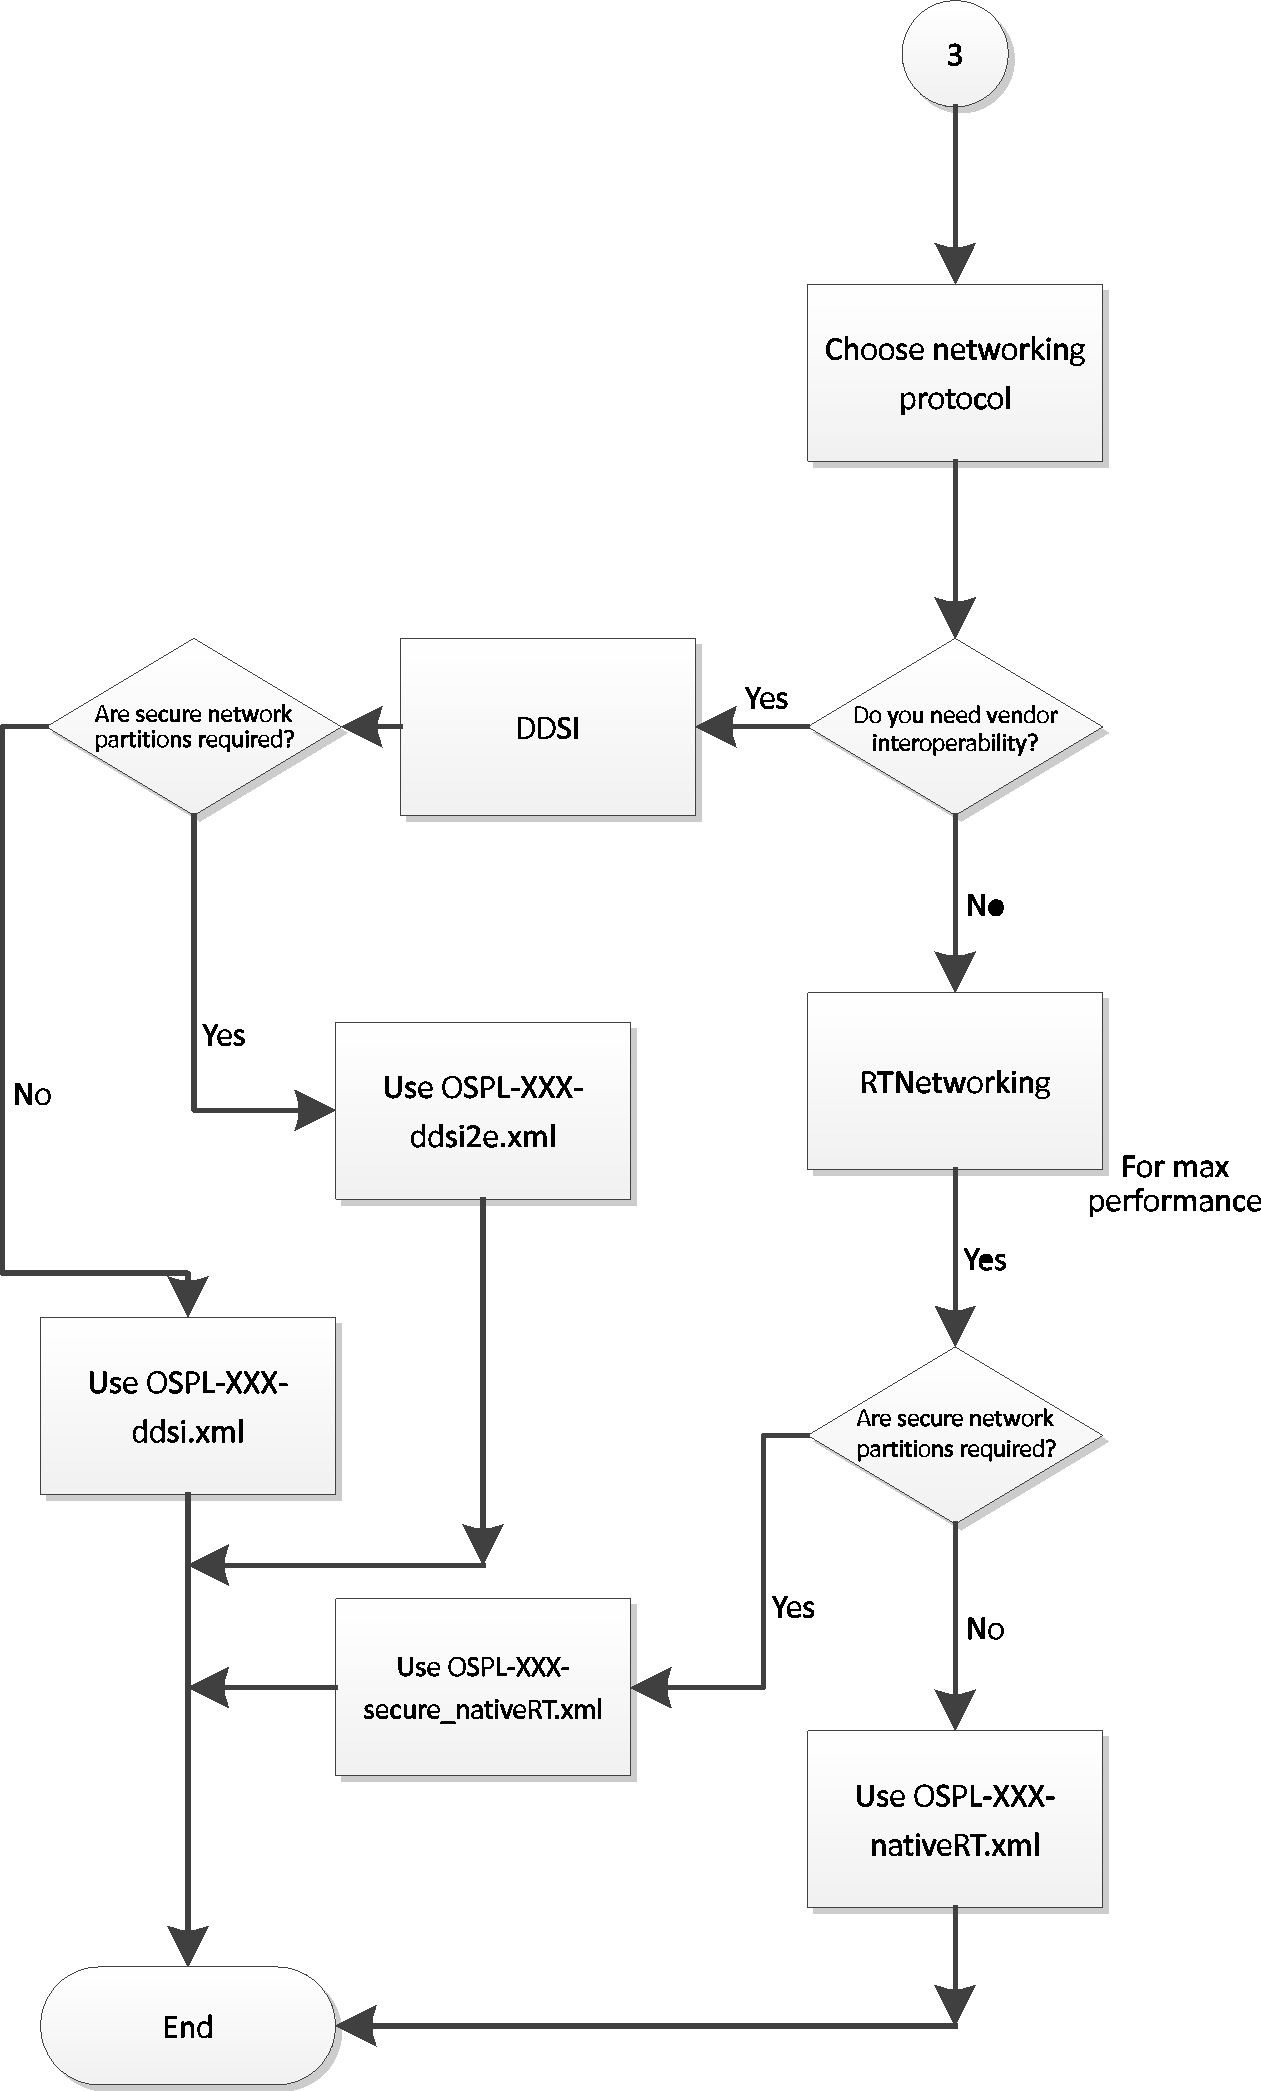 3
Choose networking
protocol
Do you need vendor
interoperability?
Yes
DDSI
Are secure network
partitions required?
No
Yes
No
Use OSPL-XXX-
ddsi2e.xml
RTNetworking
For max
performance
Yes
Use OSPL-XXX-
ddsi.xml
Are secure network
partitions required?
Yes
No
Use OSPL-XXX-
secure_nativeRT.xml
Use OSPL-XXX-
nativeRT.xml
End